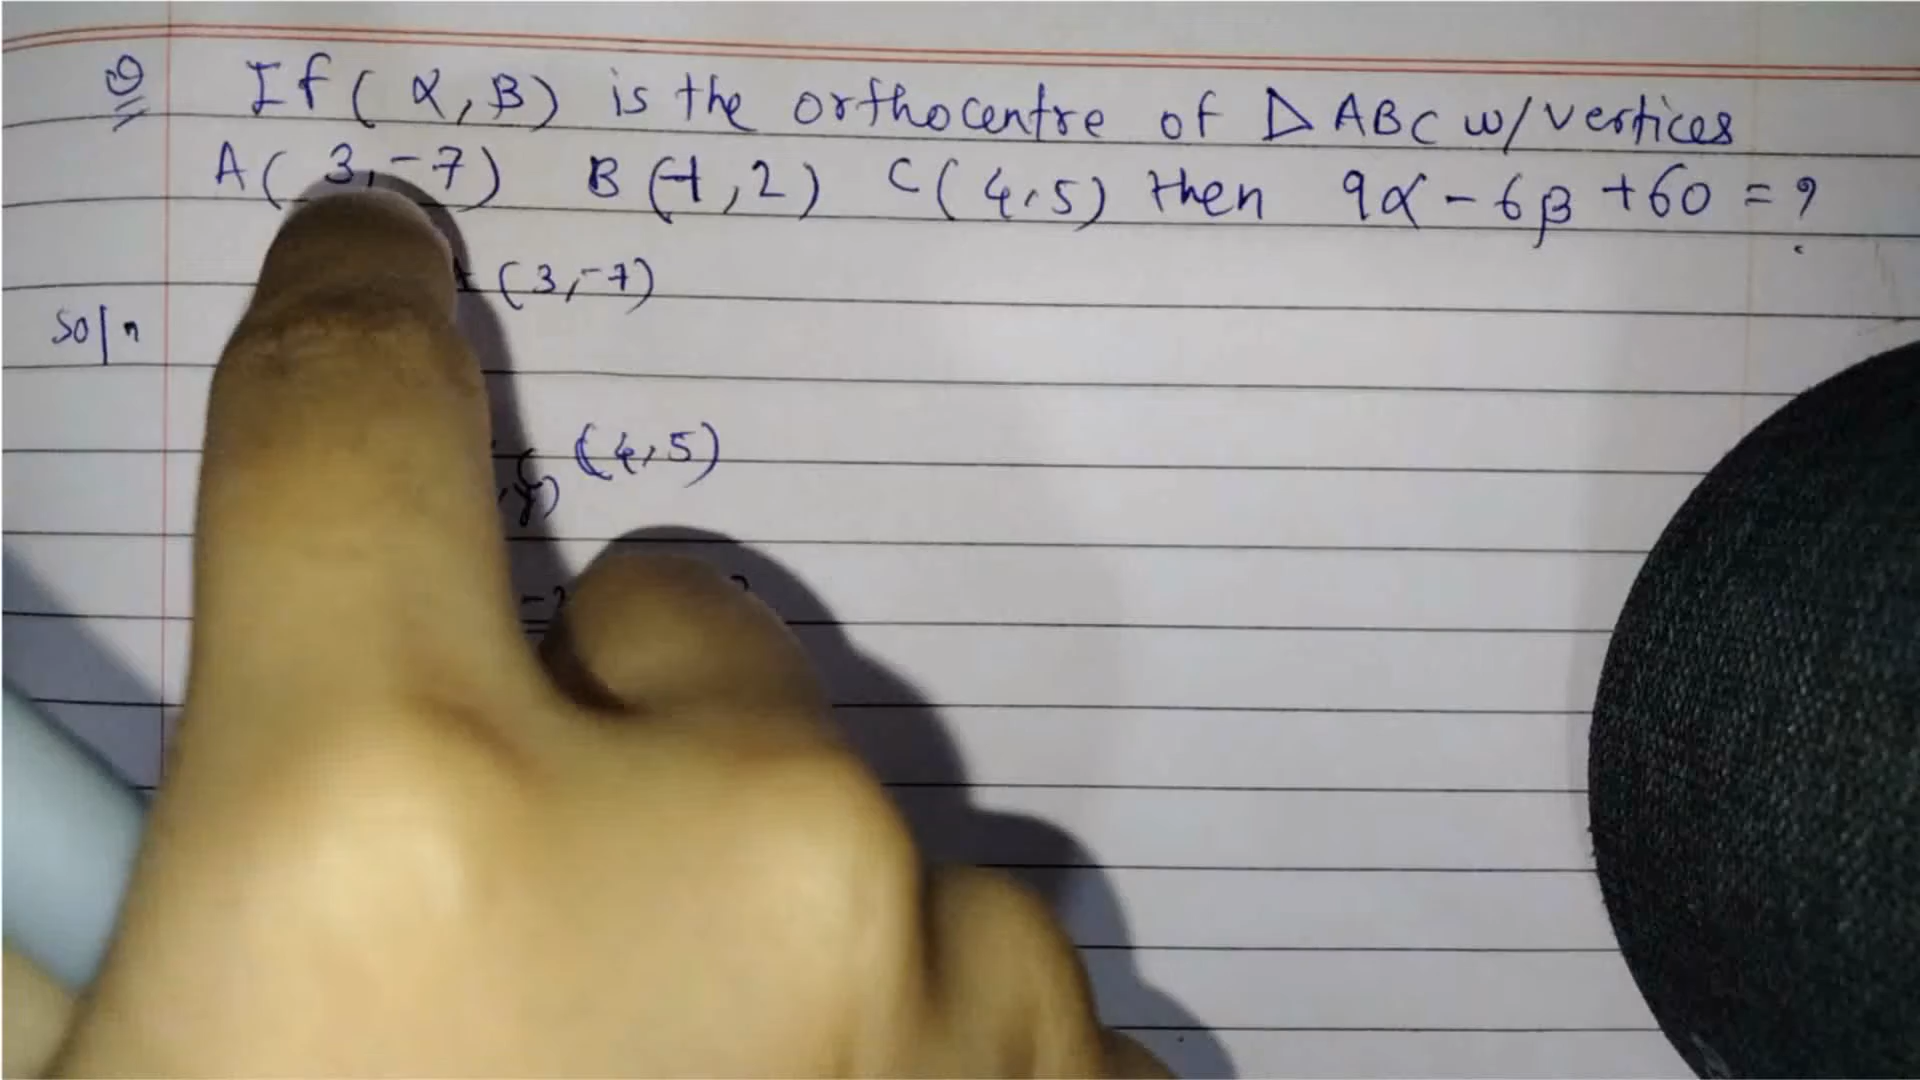 Q If ( α, β ) is the orthocentre of △ ABC w/ vertices
A ( 3, -7 ) B (-1, 2) C ( 4, 5 ) then 9α - 6β + 60 = ?
(3, -7)
Soln
C (4, 5)